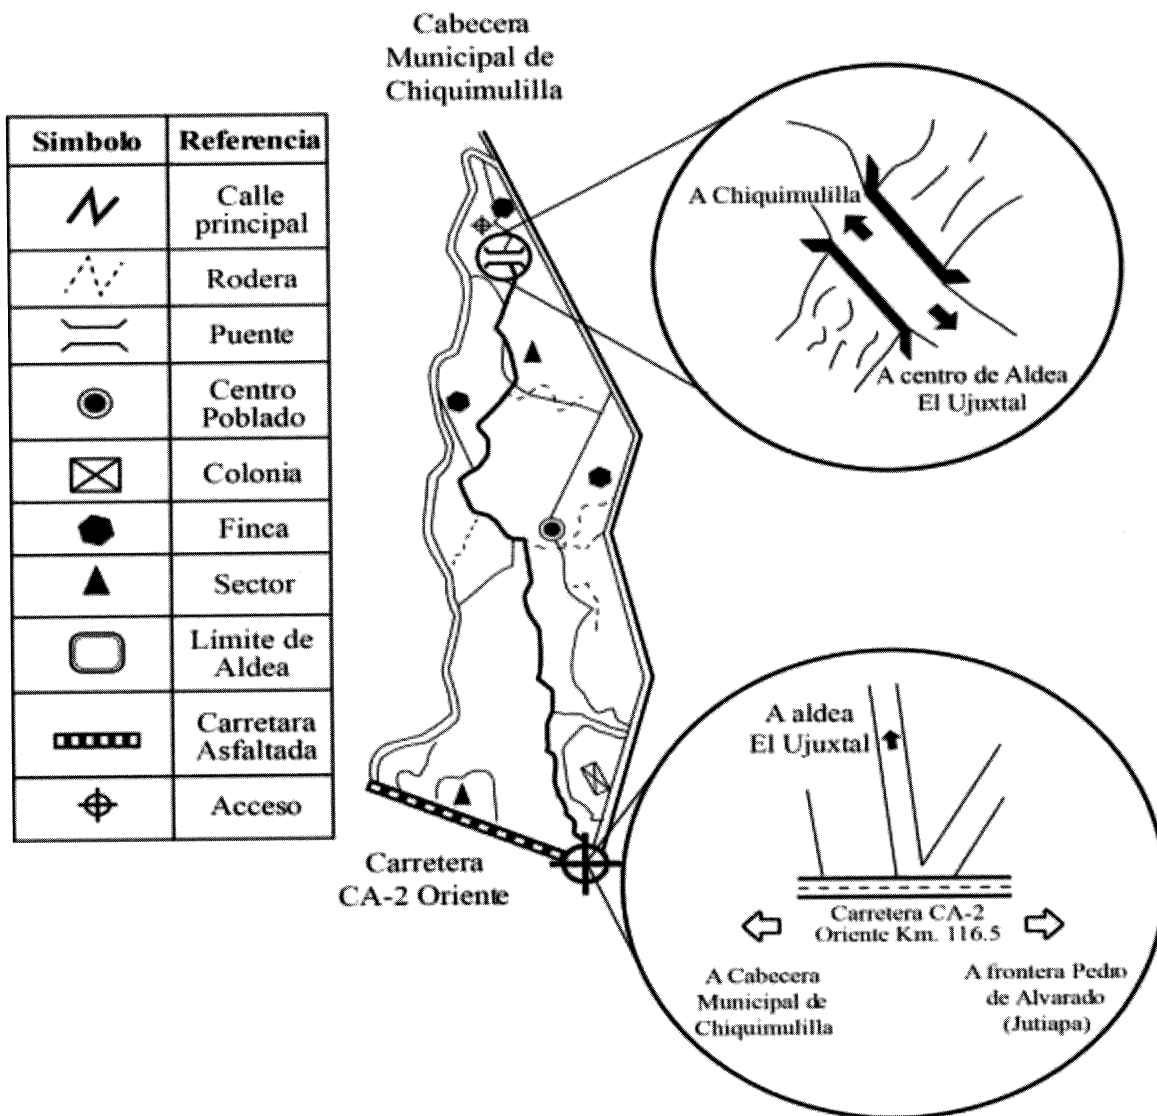 Cabecera
Municipal de
Chiquimulilla
Simbolo Referencia
Calle
principal
Rodera
Puente
Centro
Poblado
Colonia
Finca
Sector
Límite de
Aldea
Carretara
Asfaltada
Acceso
A Chiquimulilla
A centro de Aldea
El Ujuxtal
A aldea
El Ujuxtal
Carretera
CA-2 Oriente
Carretera CA-2
Oriente Km. 116.5
A Cabecera
Municipal de
Chiquimulilla
A frontera Pedro
de Alvarado
(Jutiapa)